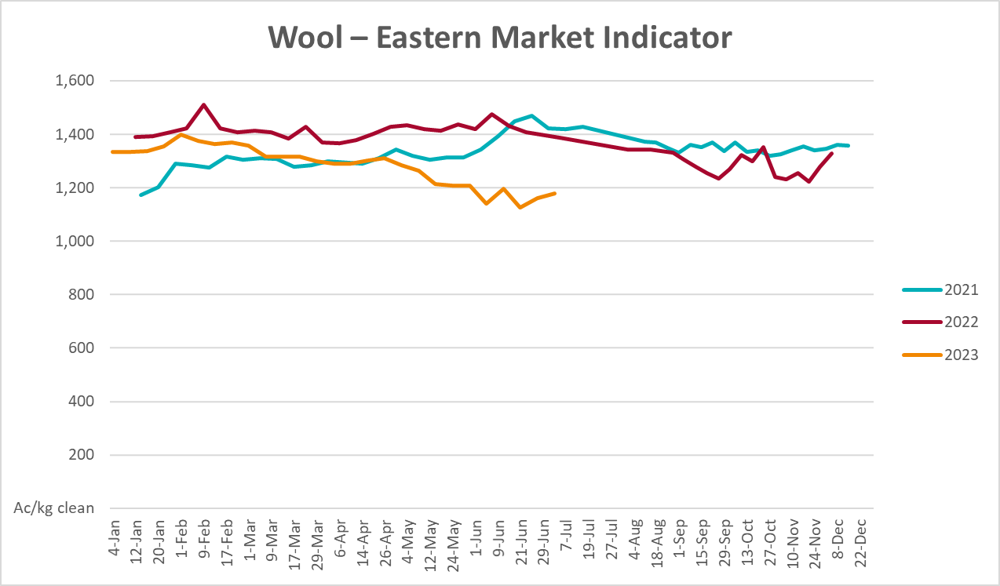 Wool – Eastern Market Indicator
1,600
1,400
1,200
1,000
800
600
400
200
Ac/kg clean
4-Jan
12-Jan
20-Jan
1-Feb
9-Feb
17-Feb
1-Mar
9-Mar
17-Mar
29-Mar
6-Apr
14-Apr
26-Apr
4-May
12-May
24-May
1-Jun
9-Jun
21-Jun
29-Jun
7-Jul
19-Jul
27-Jul
4-Aug
18-Aug
1-Sep
15-Sep
29-Sep
13-Oct
27-Oct
10-Nov
24-Nov
8-Dec
22-Dec
2021
2022
2023